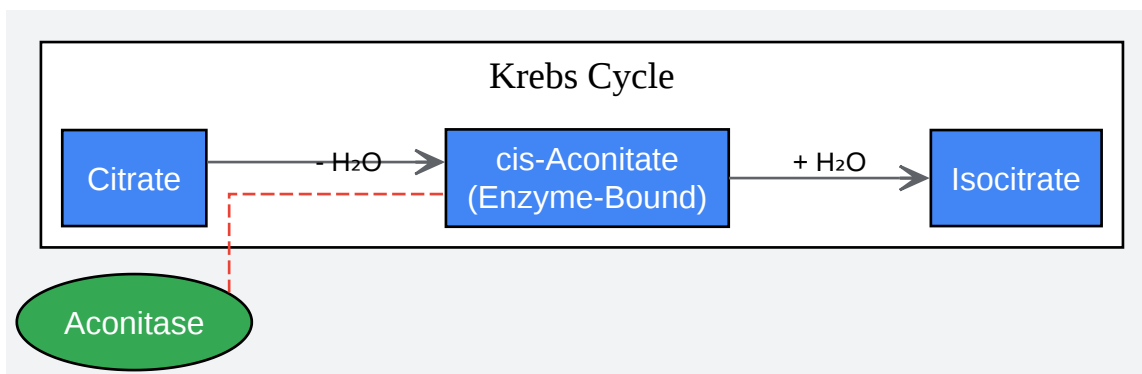 Krebs Cycle
Citrate
- H₂O
cis-Aconitate
(Enzyme-Bound)
+ H₂O
Isocitrate
Aconitase